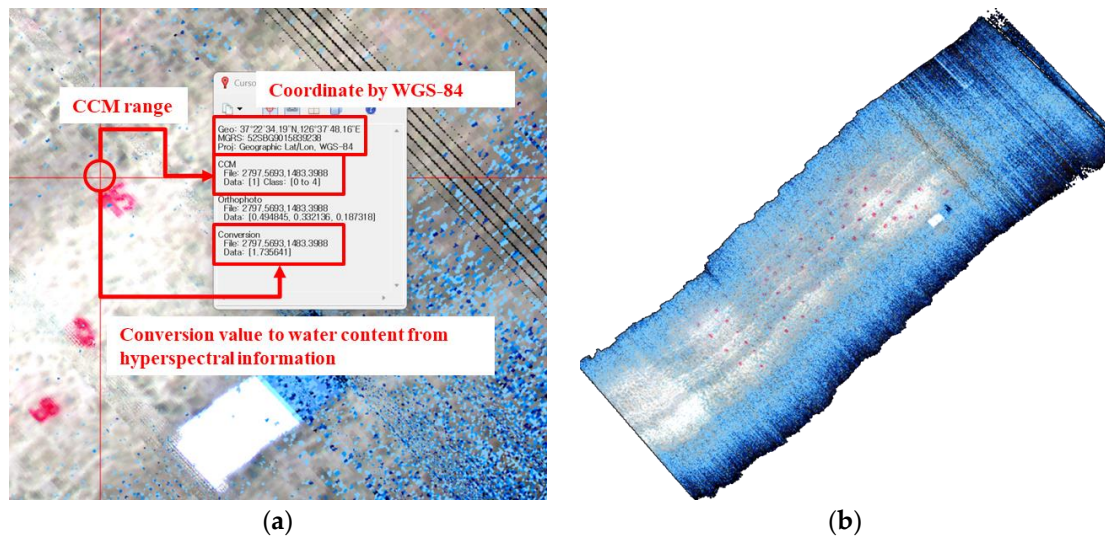 Cursor
Coordinate by WGS-84
CCM range
Geo: 37°22'34.19"N,126°37'48.16"E
MGRS: 52SBG9015839238
Proj: Geographic Lat/Lon, WGS-84
CCM
File: 2797.5693,1483.3988
Data: [1] Class: [0 to 4]
Orthophoto
File: 2797.5693,1483.3988
Data: [0.494845, 0.332136, 0.187318]
Conversion
File: 2797.5693,1483.3988
Data: [1.735641]
Conversion value to water content from
hyperspectral information
(a)
(b)